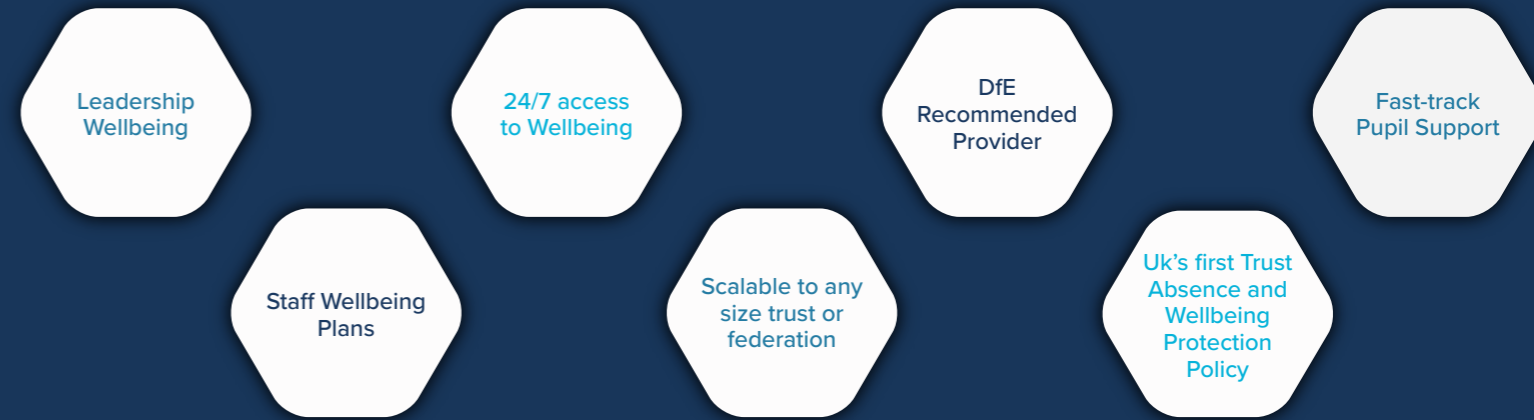 Leadership
Wellbeing
24/7 access
to Wellbeing
DfE
Recommended
Provider
Fast-track
Pupil Support
Staff Wellbeing
Plans
Scalable to any
size trust or
federation
Uk’s first Trust
Absence and
Wellbeing
Protection
Policy